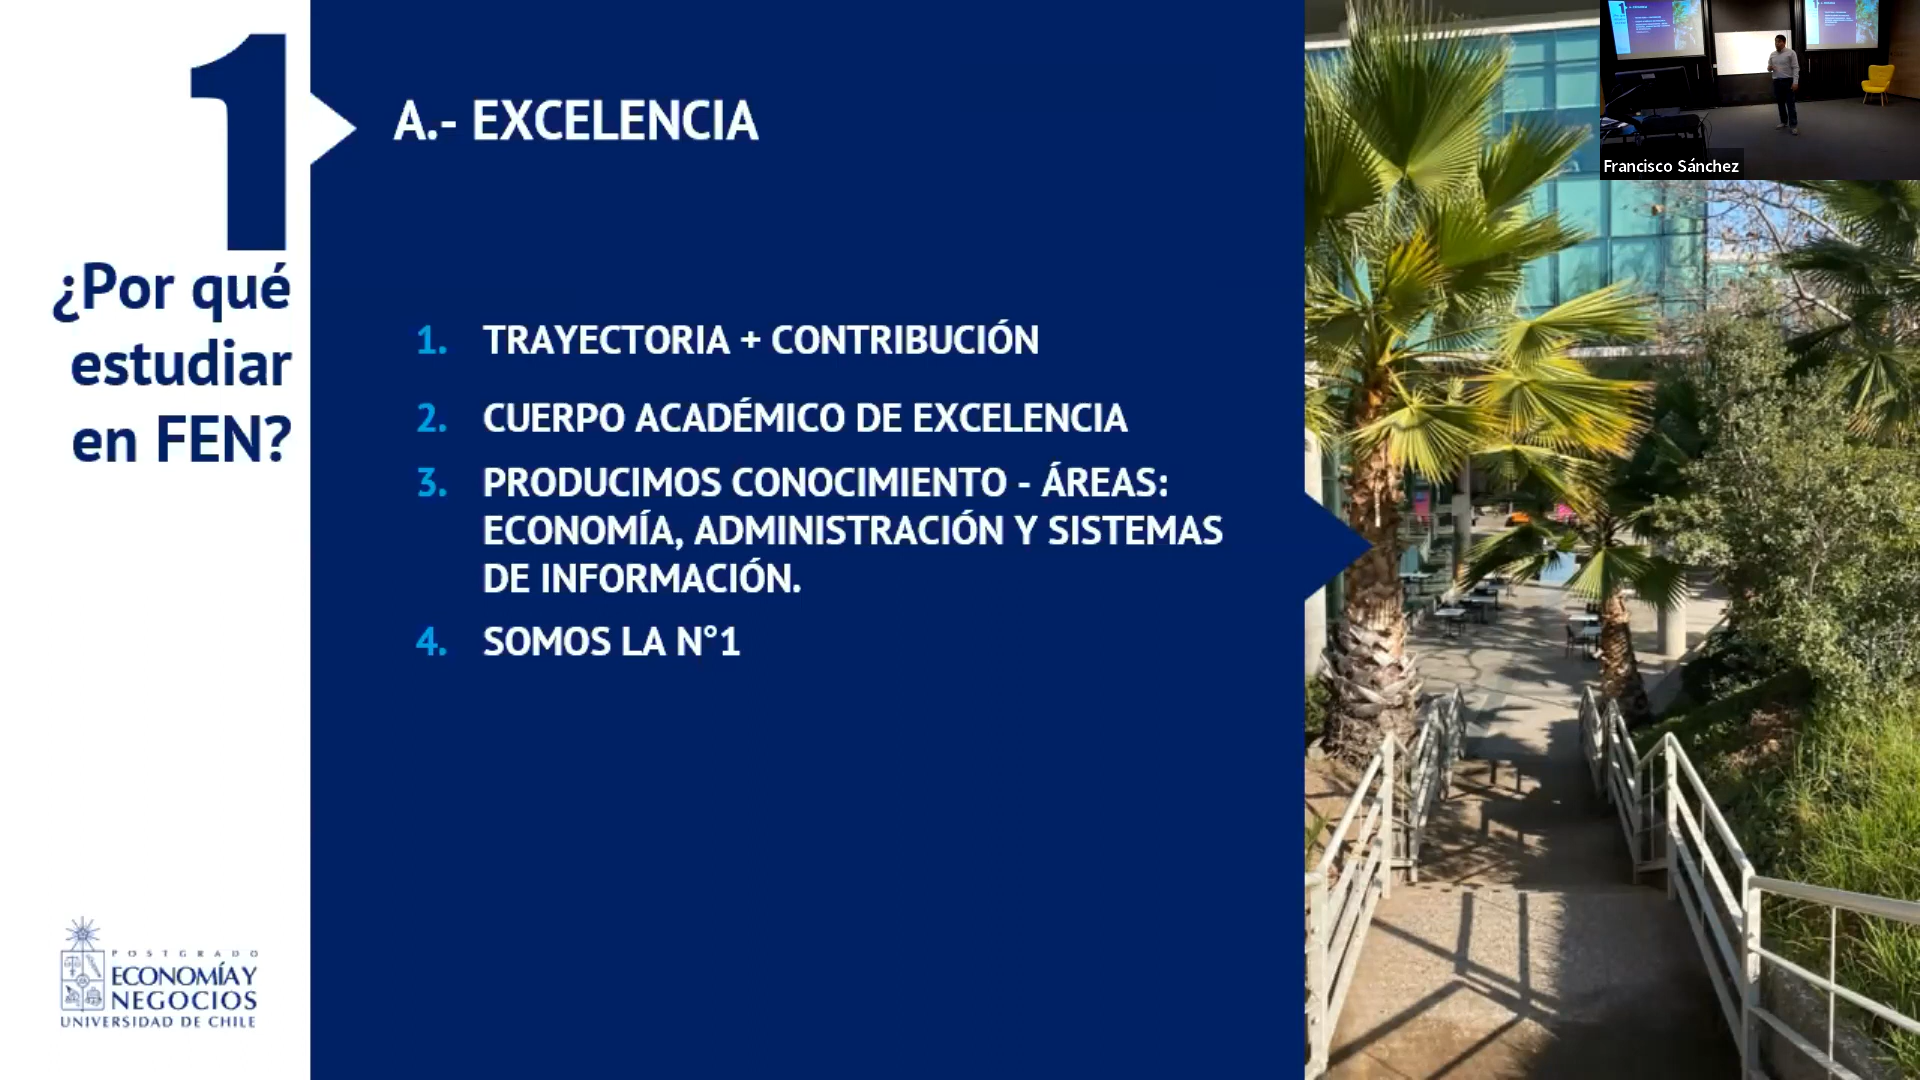 1
¿Por qué
estudiar
en FEN?
A.- EXCELENCIA
1. TRAYECTORIA + CONTRIBUCIÓN
2. CUERPO ACADÉMICO DE EXCELENCIA
3. PRODUCIMOS CONOCIMIENTO - ÁREAS:
ECONOMÍA, ADMINISTRACIÓN Y SISTEMAS
DE INFORMACIÓN.
4. SOMOS LA N°1
Francisco Sánchez
POSTGRADO
ECONOMÍA Y
NEGOCIOS
UNIVERSIDAD DE CHILE